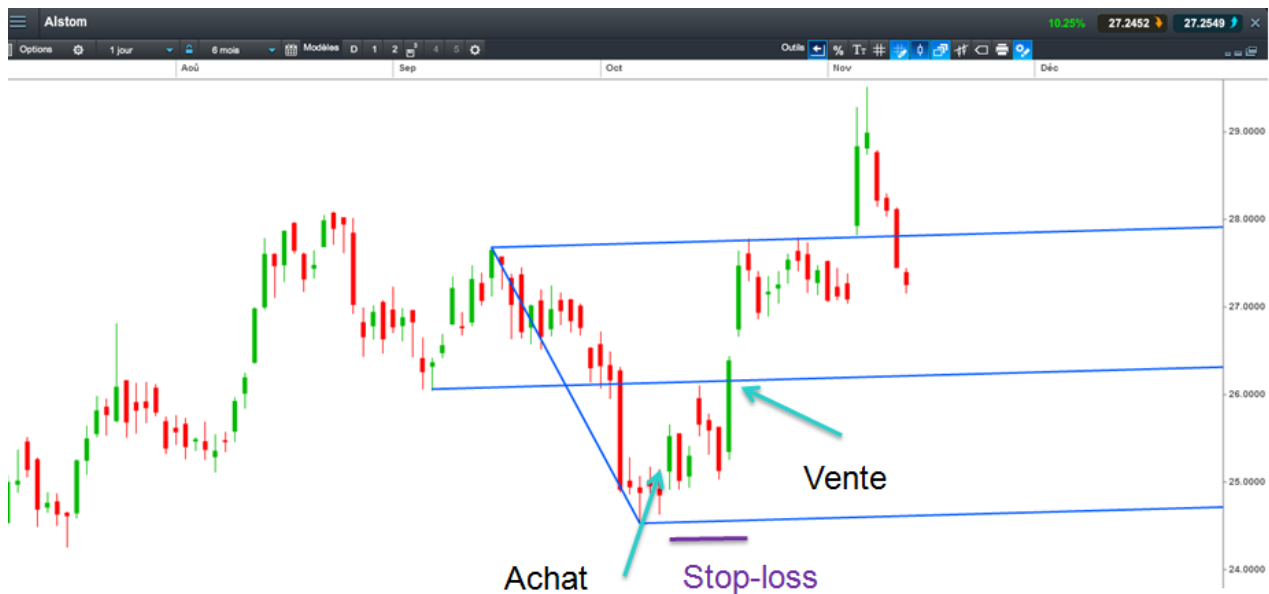 Alstom 10.25% 27.2452 27.2549
Options 1 jour 6 mois Modèles D 1 2 3 4 5 Outils % TT
Aoû Sep Oct Nov Déc
29.0000
28.0000
27.0000
26.0000
25.0000
24.0000
Vente
Achat Stop-loss